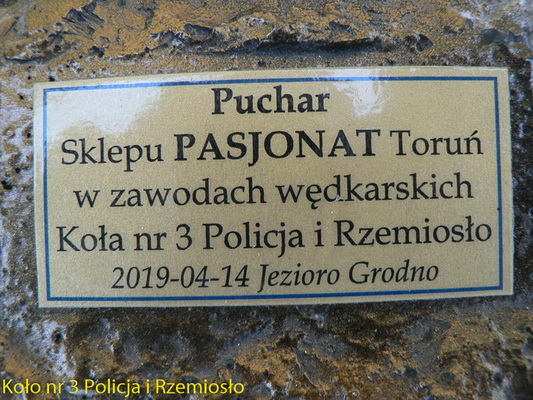 Puchar
Sklepu PASJONAT Toruń
w zawodach wędkarskich
Koła nr 3 Policja i Rzemiosło
2019-04-14 Jezioro Grodno
Koło nr 3 Policja i Rzemiosło